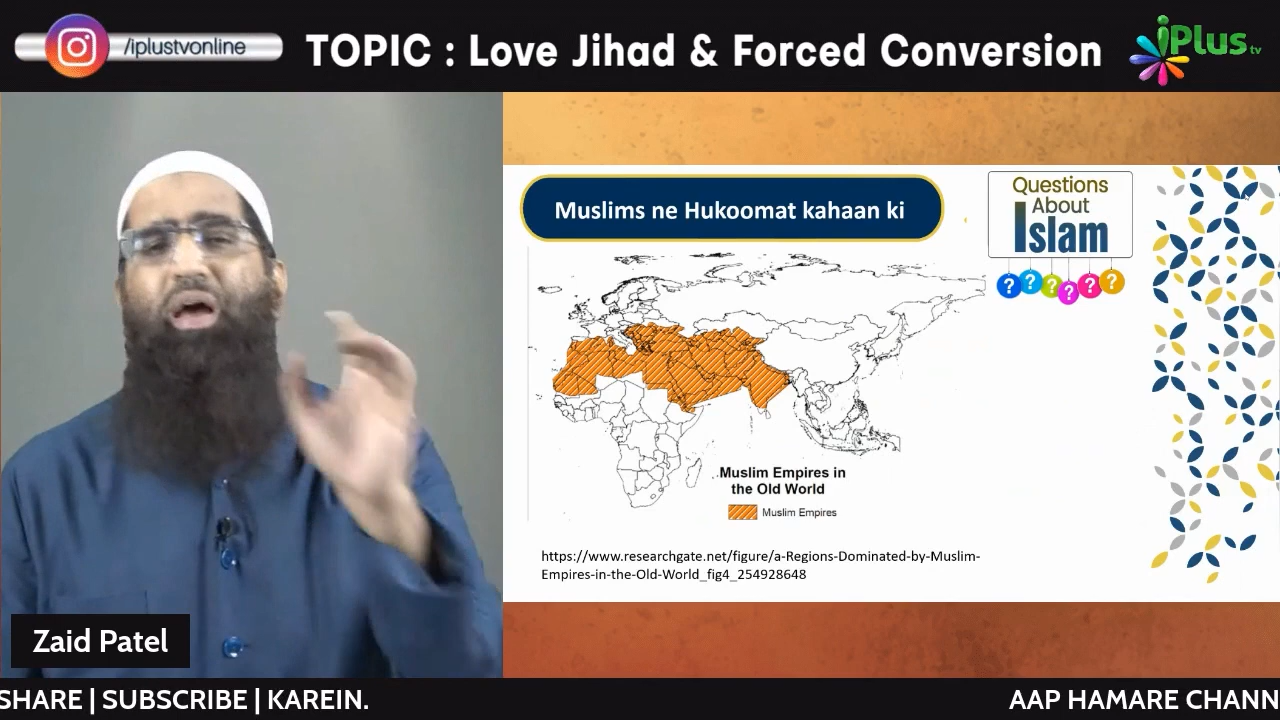 /iplustvonline
TOPIC : Love Jihad & Forced Conversion
iPlus tv
Muslims ne Hukoomat kahaan ki
Questions
About
Islam
? ? ? ? ? ?
Muslim Empires in
the Old World
Muslim Empires
https://www.researchgate.net/figure/a-Regions-Dominated-by-Muslim-
Empires-in-the-Old-World_fig4_254928648
Zaid Patel
SHARE | SUBSCRIBE | KAREIN.
AAP HAMARE CHANN